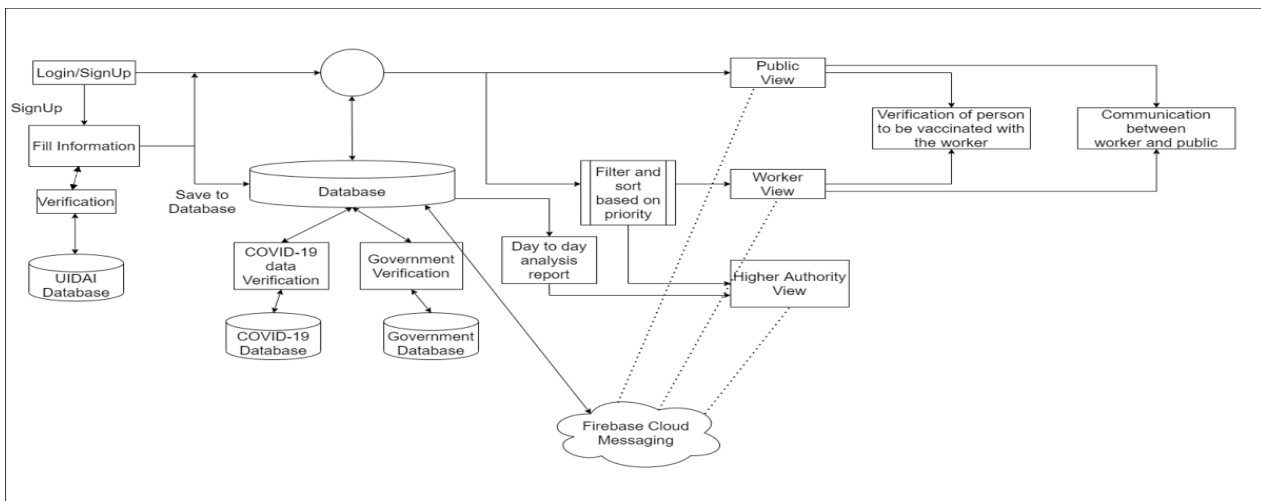 Login/SignUp
SignUp
Fill Information
Verification
UIDAI
Database
Save to
Database
Database
COVID-19
data
Verification
Government
Verification
COVID-19
Database
Government
Database
Day to day
analysis
report
Filter and
sort
based on
priority
Public
View
Worker
View
Higher Authority
View
Verification of person
to be vaccinated with
the worker
Communication
between
worker and public
Firebase Cloud
Messaging